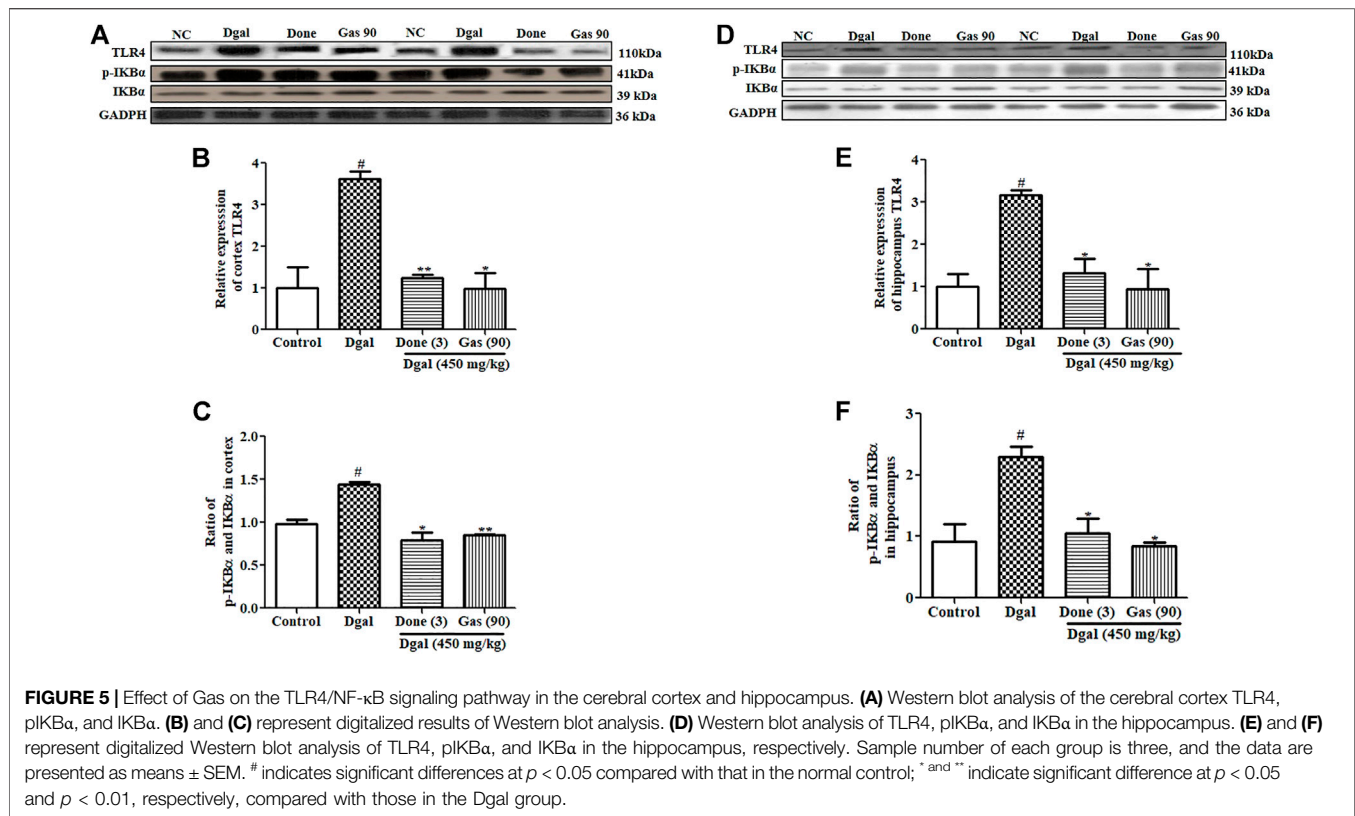 A
NC Dgal Done Gas 90 NC Dgal Done Gas 90
TLR4 110kDa
p-IKBα 41kDa
IKBα 39 kDa
GADPH 36 kDa
D
NC Dgal Done Gas 90 NC Dgal Done Gas 90
TLR4 110kDa
p-IKBα 41kDa
IKBα 39 kDa
GADPH 36 kDa
B
Relative expresssion
of cortex TLR4
4
3
2
1
0
#
**
*
Control Dgal Done (3) Gas (90)
Dgal (450 mg/kg)
E
Relative expresssion
of hippocampus TLR4
4
3
2
1
0
#
*
*
Control Dgal Done (3) Gas (90)
Dgal (450 mg/kg)
C
Ratio of
p-IKBα and IKBα in cortex
2.0
1.5
1.0
0.5
0.0
#
*
**
Control Dgal Done (3) Gas (90)
Dgal (450 mg/kg)
F
Ratio of
p-IKBα and IKBα
in hippocampus
3
2
1
0
#
*
*
Control Dgal Done (3) Gas (90)
Dgal (450 mg/kg)
FIGURE 5 | Effect of Gas on the TLR4/NF-κB signaling pathway in the cerebral cortex and hippocampus. (A) Western blot analysis of the cerebral cortex TLR4,
pIKBα, and IKBα. (B) and (C) represent digitalized results of Western blot analysis. (D) Western blot analysis of TLR4, pIKBα, and IKBα in the hippocampus. (E) and (F)
represent digitalized Western blot analysis of TLR4, pIKBα, and IKBα in the hippocampus, respectively. Sample number of each group is three, and the data are
presented as means ± SEM. # indicates significant differences at p < 0.05 compared with that in the normal control; * and ** indicate significant difference at p < 0.05
and p < 0.01, respectively, compared with those in the Dgal group.